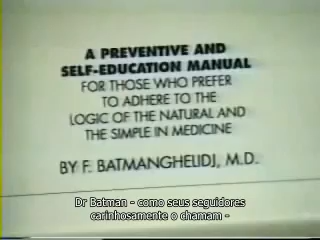 A PREVENTIVE AND
SELF-EDUCATION MANUAL
FOR THOSE WHO PREFER
TO ADHERE TO THE
LOGIC OF THE NATURAL AND
THE SIMPLE IN MEDICINE
BY F. BATMANGHELIDJ, M.D.
Dr Batman - como seus seguidores
carinhosamente o chamam -